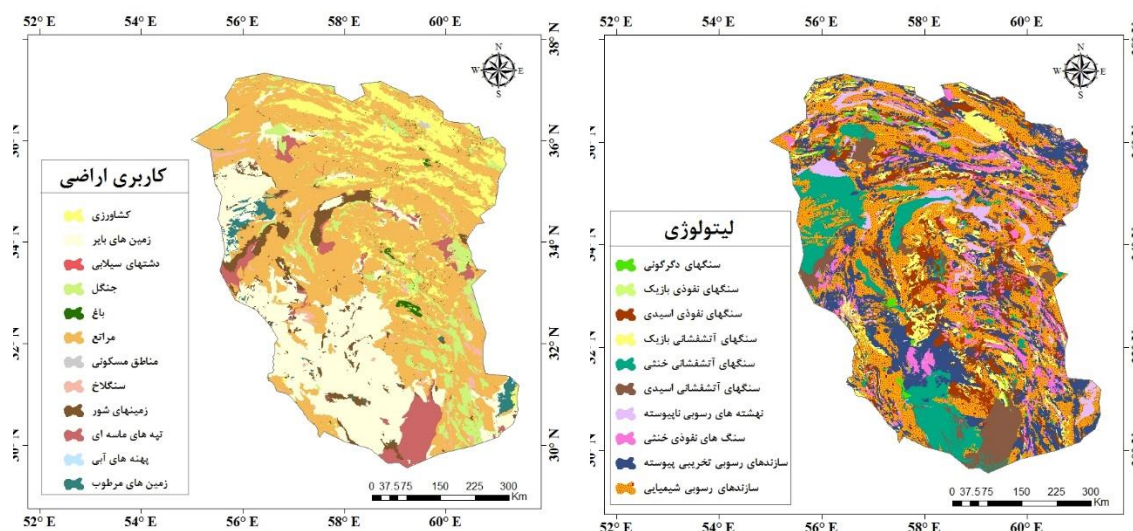 52° E 54° E 56° E 58° E 60° E
38° N
36° N
34° N
32° N
30° N
N
W E
S
کاربری اراضی
کشاورزی
زمین های بایر
دشتهای سیلابی
جنگل
باغ
مراتع
مناطق مسکونی
سنگلاخ
زمینهای شور
تپه های ماسه ای
پهنه های آبی
زمین های مرطوب
0 37.575 150 225 300
Km
52° E 54° E 56° E 58° E 60° E
52° E 54° E 56° E 58° E 60° E
36° N
34° N
32° N
30° N
N
W E
S
لیتولوژی
سنگهای دگرگونی
سنگهای نفوذی بازیک
سنگهای نفوذی اسیدی
سنگهای آتشفشانی بازیک
سنگهای آتشفشانی خنثی
سنگهای آتشفشانی اسیدی
نهشته های رسوبی ناپیوسته
سنگ های نفوذی خنثی
سازندهای رسوبی تخریبی پیوسته
سازندهای رسوبی شیمیایی
0 37.575 150 225 300
Km
52° E 54° E 56° E 58° E 60° E